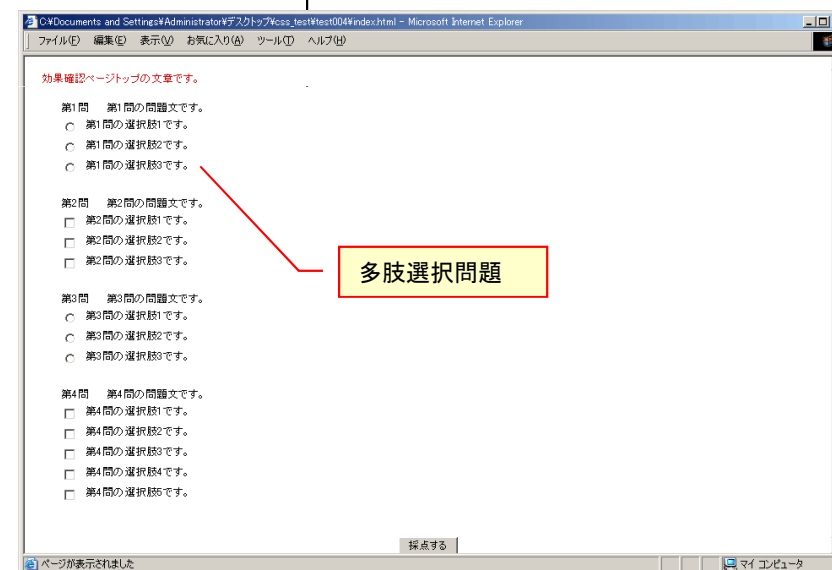 C:¥Documents and Settings¥Administrator¥デスクトップ¥css_test¥test004¥index.html - Microsoft Internet Explorer
ファイル(F) 編集(E) 表示(V) お気に入り(A) ツール(T) ヘルプ(H)
効果確認ページトップの文章です。
第1問 第1問の問題文です。
第1問の選択肢1です。
第1問の選択肢2です。
第1問の選択肢3です。
第2問 第2問の問題文です。
第2問の選択肢1です。
第2問の選択肢2です。
第2問の選択肢3です。
多肢選択問題
第3問 第3問の問題文です。
第3問の選択肢1です。
第3問の選択肢2です。
第3問の選択肢3です。
第4問 第4問の問題文です。
第4問の選択肢1です。
第4問の選択肢2です。
第4問の選択肢3です。
第4問の選択肢4です。
第4問の選択肢5です。
採点する
ページが表示されました マイ コンピュータ